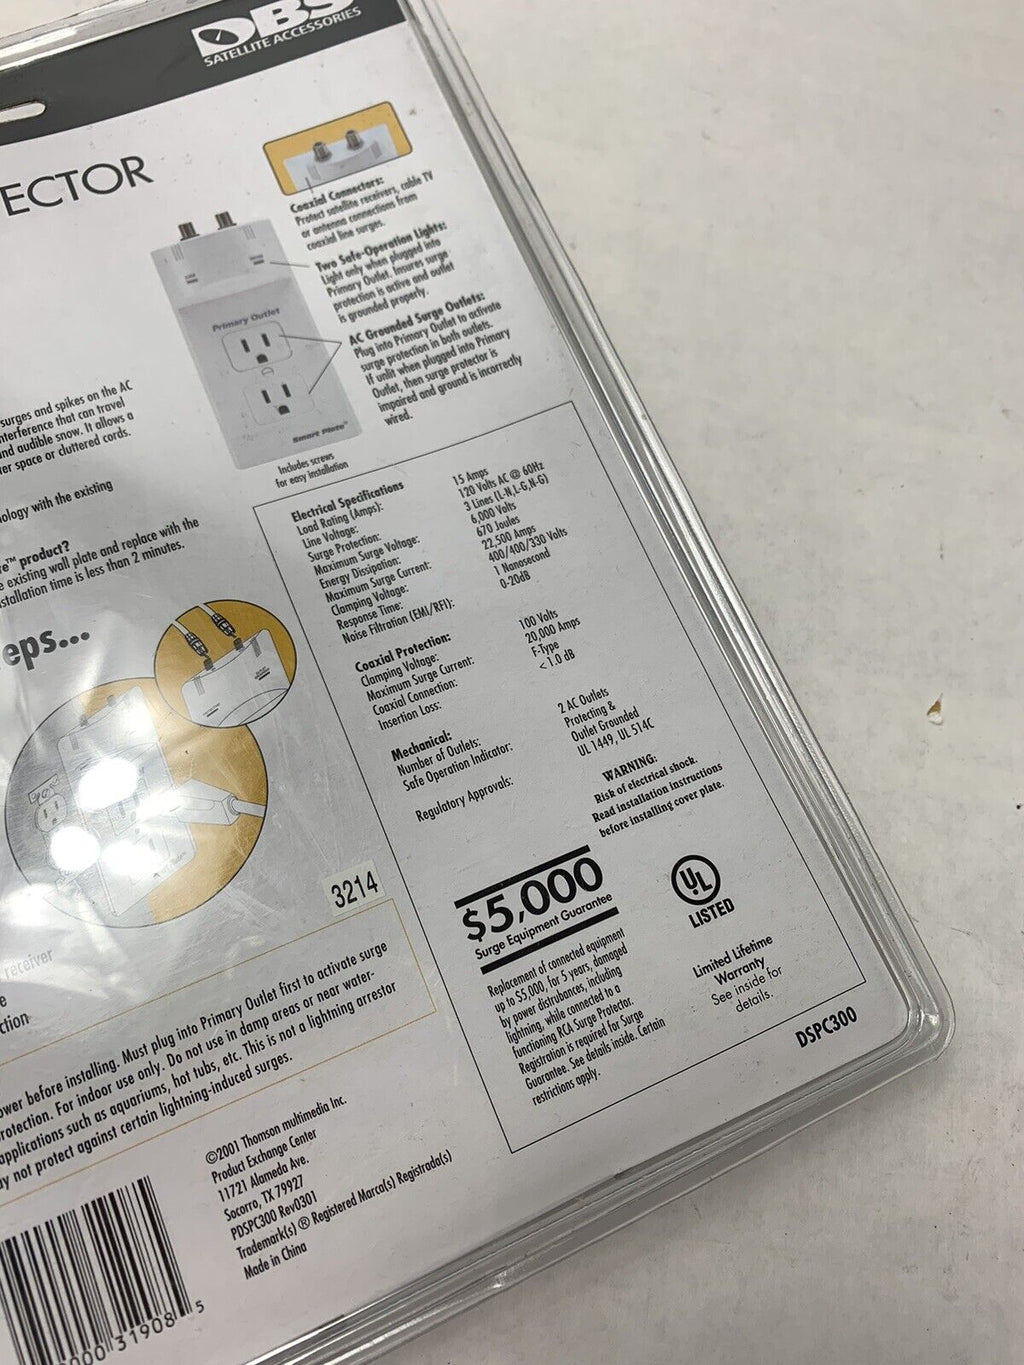 DBS
SATELLITE ACCESSORIES
ECTOR
Coaxial Connectors:
Protect satellite receivers, cable TV
or antenna connections from
coaxial line surges.
Two Safe-Operation Lights:
Light only when plugged into
Primary Outlet. Insures surge
protection is active and outlet
is grounded properly.
AC Grounded Surge Outlets:
Plug into Primary Outlet to activate
surge protection in both outlets.
If unlit when plugged into Primary
Outlet, then surge protector is
impaired and ground is incorrectly
wired.
Primary Outlet
Smart Plate™
Includes screws
for easy installation
surges and spikes on the AC
nterference that can travel
nd audible snow. It allows a
er space or cluttered cords.
ology with the existing
re™ product?
e existing wall plate and replace with the
stallation time is less than 2 minutes.
eps...
Electrical Specifications
Load Rating (Amps): 15 Amps
Line Voltage: 120 Volts AC @ 60Hz
Surge Protection: 3 Lines (L-N,L-G,N-G)
Maximum Surge Voltage: 6,000 Volts
Energy Dissipation: 670 Joules
Maximum Surge Current: 22,500 Amps
Clamping Voltage: 400/400/330 Volts
Response Time: 1 Nanosecond
Noise Filtration (EMI/RFI): 0-20dB
Coaxial Protection:
Clamping Voltage: 100 Volts
Maximum Surge Current: 20,000 Amps
Coaxial Connection: F-Type
Insertion Loss: < 1.0 dB
Mechanical:
Number of Outlets: 2 AC Outlets
Safe Operation Indicator: Protecting &
Outlet Grounded
Regulatory Approvals: UL 1449, UL 514C
WARNING:
Risk of electrical shock.
Read installation instructions
before installing cover plate.
3214
$5,000
Surge Equipment Guarantee
Replacement of connected equipment
up to $5,000, for 5 years, damaged
by power distrubances, including
lightning, while connected to a
functioning RCA Surge Protector.
Registration is required for Surge
Guarantee. See details inside. Certain
restrictions apply.
UL
LISTED
Limited Lifetime
Warranty
See inside for
details.
DSPC300
receiver
e
ction
ower before installing. Must plug into Primary Outlet first to activate surge
rotection. For indoor use only. Do not use in damp areas or near water-
applications such as aquariums, hot tubs, etc. This is not a lightning arrestor
y not protect against certain lightning-induced surges.
©2001 Thomson multimedia Inc.
Product Exchange Center
11721 Alameda Ave.
Socorro, TX 79927
PDSPC300 Rev0301
Trademark(s) ® Registered Marca(s) Registrada(s)
Made in China
000 31908 5